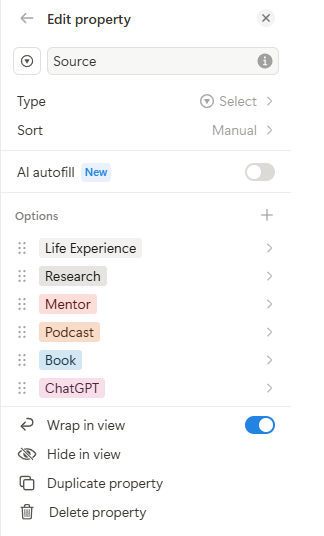 Edit property
Source
Type Select
Sort Manual
AI autofill New
Options
Life Experience
Research
Mentor
Podcast
Book
ChatGPT
Wrap in view
Hide in view
Duplicate property
Delete property